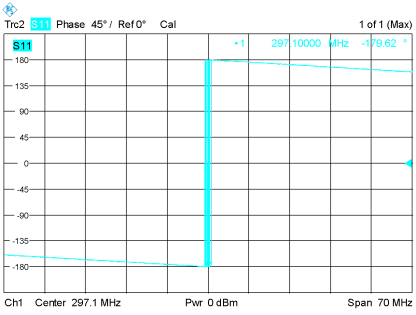 Trc2 S11 Phase 45°/ Ref 0° Cal 1 of 1 (Max)
S11
•1 297.10000 MHz -179.62 °
180
135
90
45
0
-45
-90
-135
-180
Ch1 Center 297.1 MHz Pwr 0 dBm Span 70 MHz